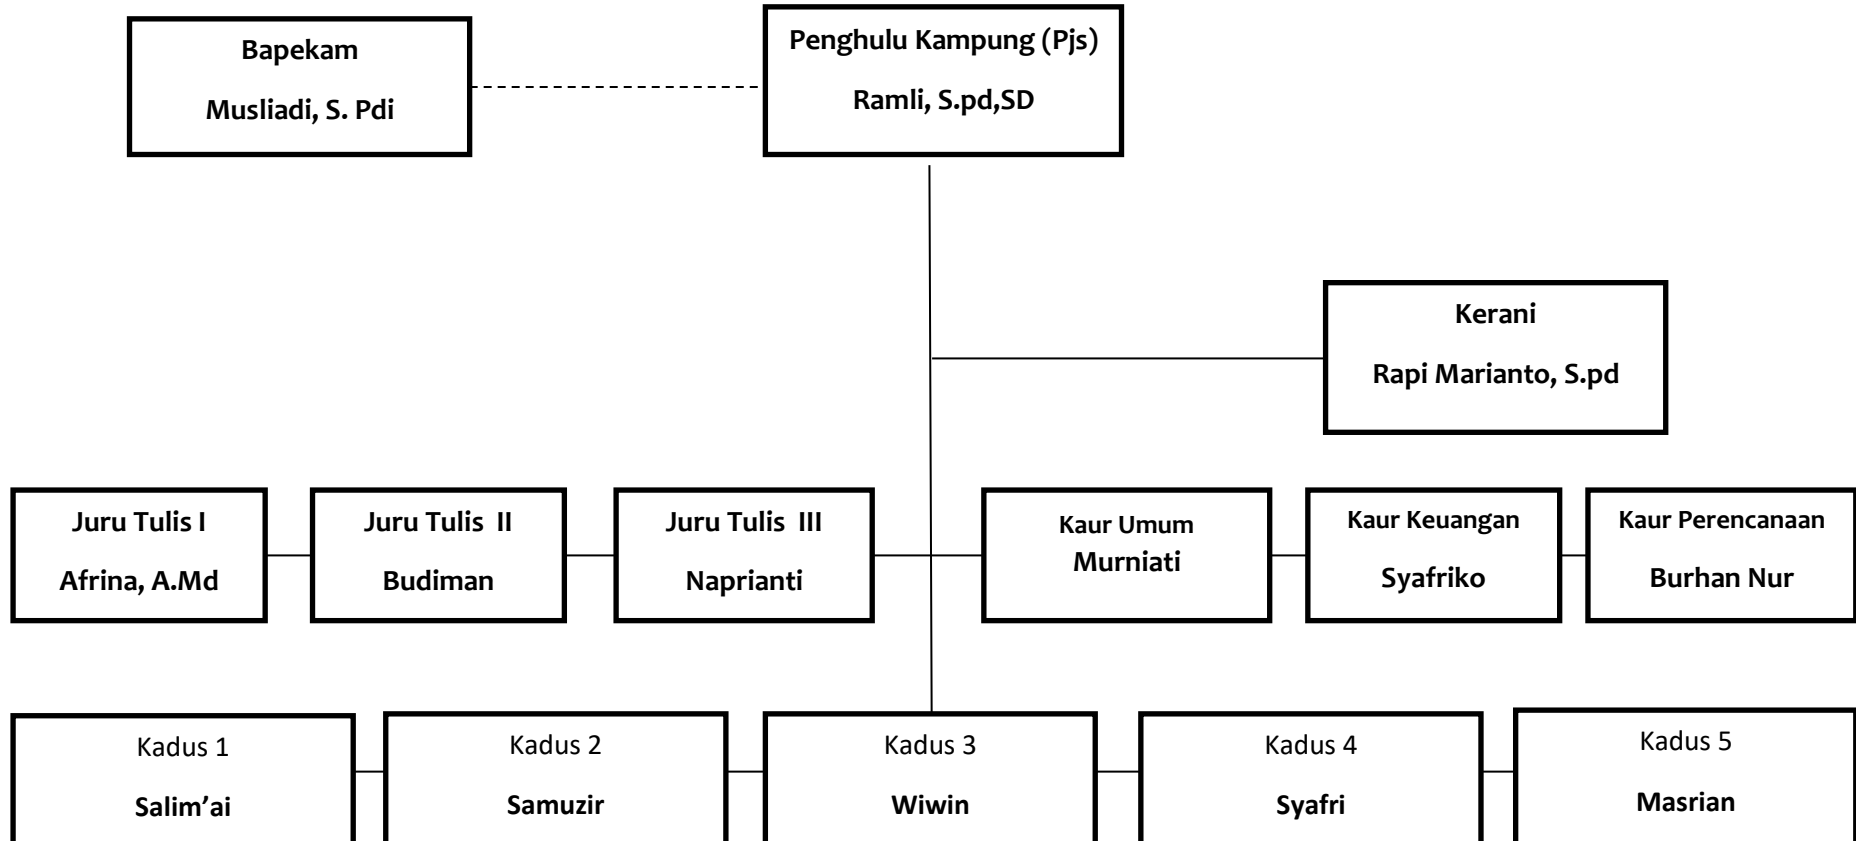 Bapekam
Musliadi, S. Pdi
Penghulu Kampung (Pjs)
Ramli, S.pd,SD
Kerani
Rapi Marianto, S.pd
Juru Tulis I
Afrina, A.Md
Juru Tulis  II
Budiman
Juru Tulis  III
Naprianti
Kaur Umum
Murniati
Kaur Keuangan
Syafriko
Kaur Perencanaan
Burhan Nur
Kadus 1
Salim’ai
Kadus 2
Samuzir
Kadus 3
Wiwin
Kadus 4
Syafri
Kadus 5
Masrian